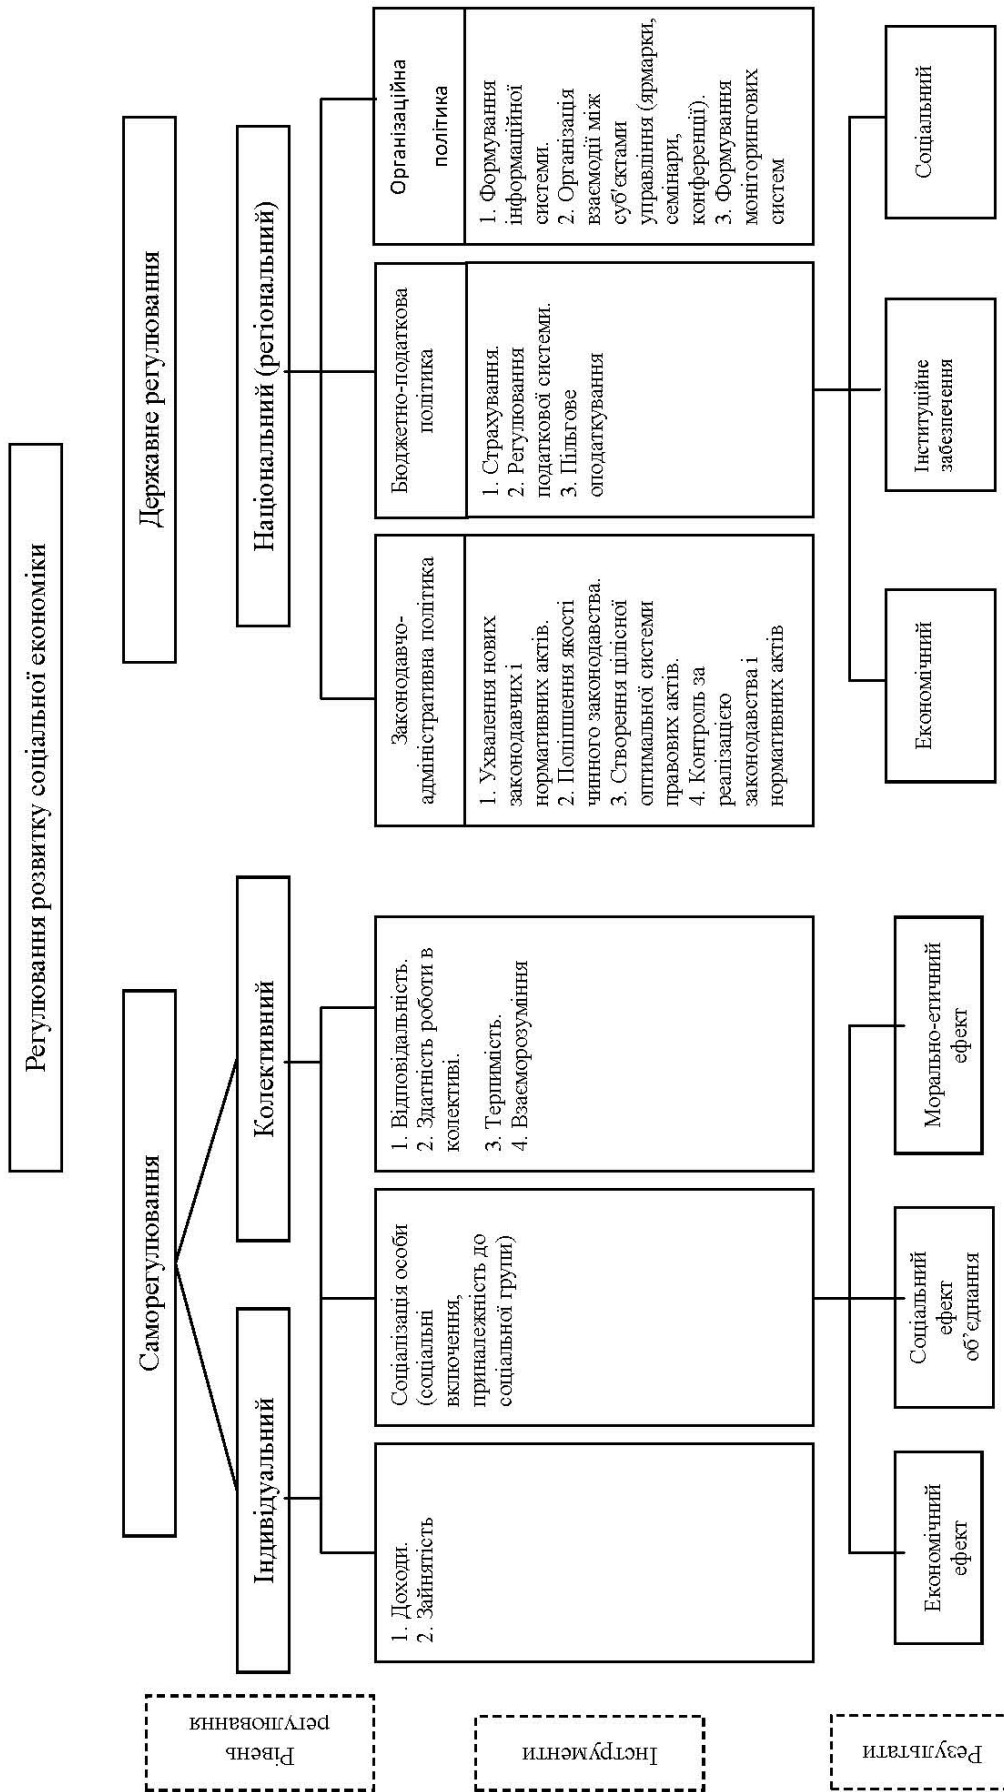 Регулювання розвитку соціальної економіки
Саморегулювання
Державне регулювання
Рівень
регулювання
Індивідуальний
Колективний
Національний (регіональний)
Інструменти
1. Доходи.
2. Зайнятість
Соціалізація особи
(соціальні
включення,
приналежність до
соціальної групи)
1. Відповідальність.
2. Здатність роботи в
колективі.
3. Терпимість.
4. Взаєморозуміння
Законодавчо-
адміністративна політика
1. Ухвалення нових
законодавчих і
нормативних актів.
2. Поліпшення якості
чинного законодавства.
3. Створення цілісної
оптимальної системи
правових актів.
4. Контроль за
реалізацією
законодавства і
нормативних актів
Бюджетно-податкова
політика
1. Страхування.
2. Регулювання
податкової системи.
3. Пільгове
оподаткування
Організаційна
політика
1. Формування
інформаційної
системи.
2. Організація
взаємодії між
суб'єктами
управління (ярмарки,
семінари,
конференції).
3. Формування
моніторингових
систем
Результати
Економічний
ефект
Соціальний
ефект
об’єднання
Морально-етичний
ефект
Економічний
Інституційне
забезпечення
Соціальний